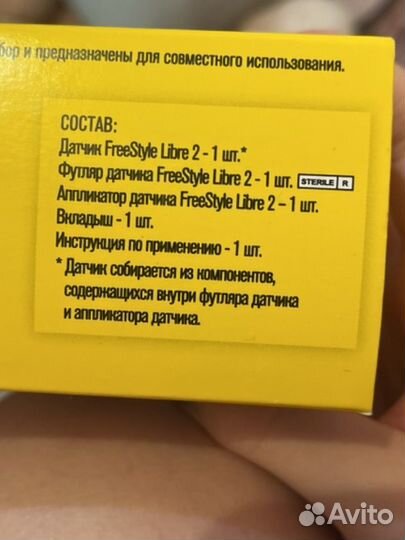 бор и предназначены для совместного использования.
СОСТАВ:
Датчик FreeStyle Libre 2 - 1 шт.*
Футляр датчика FreeStyle Libre 2 - 1 шт. STERILE R
Аппликатор датчика FreeStyle Libre 2 – 1 шт.
Вкладыш - 1 шт.
Инструкция по применению - 1 шт.
* Датчик собирается из компонентов,
содержащихся внутри футляра датчика
и аппликатора датчика.
Avito